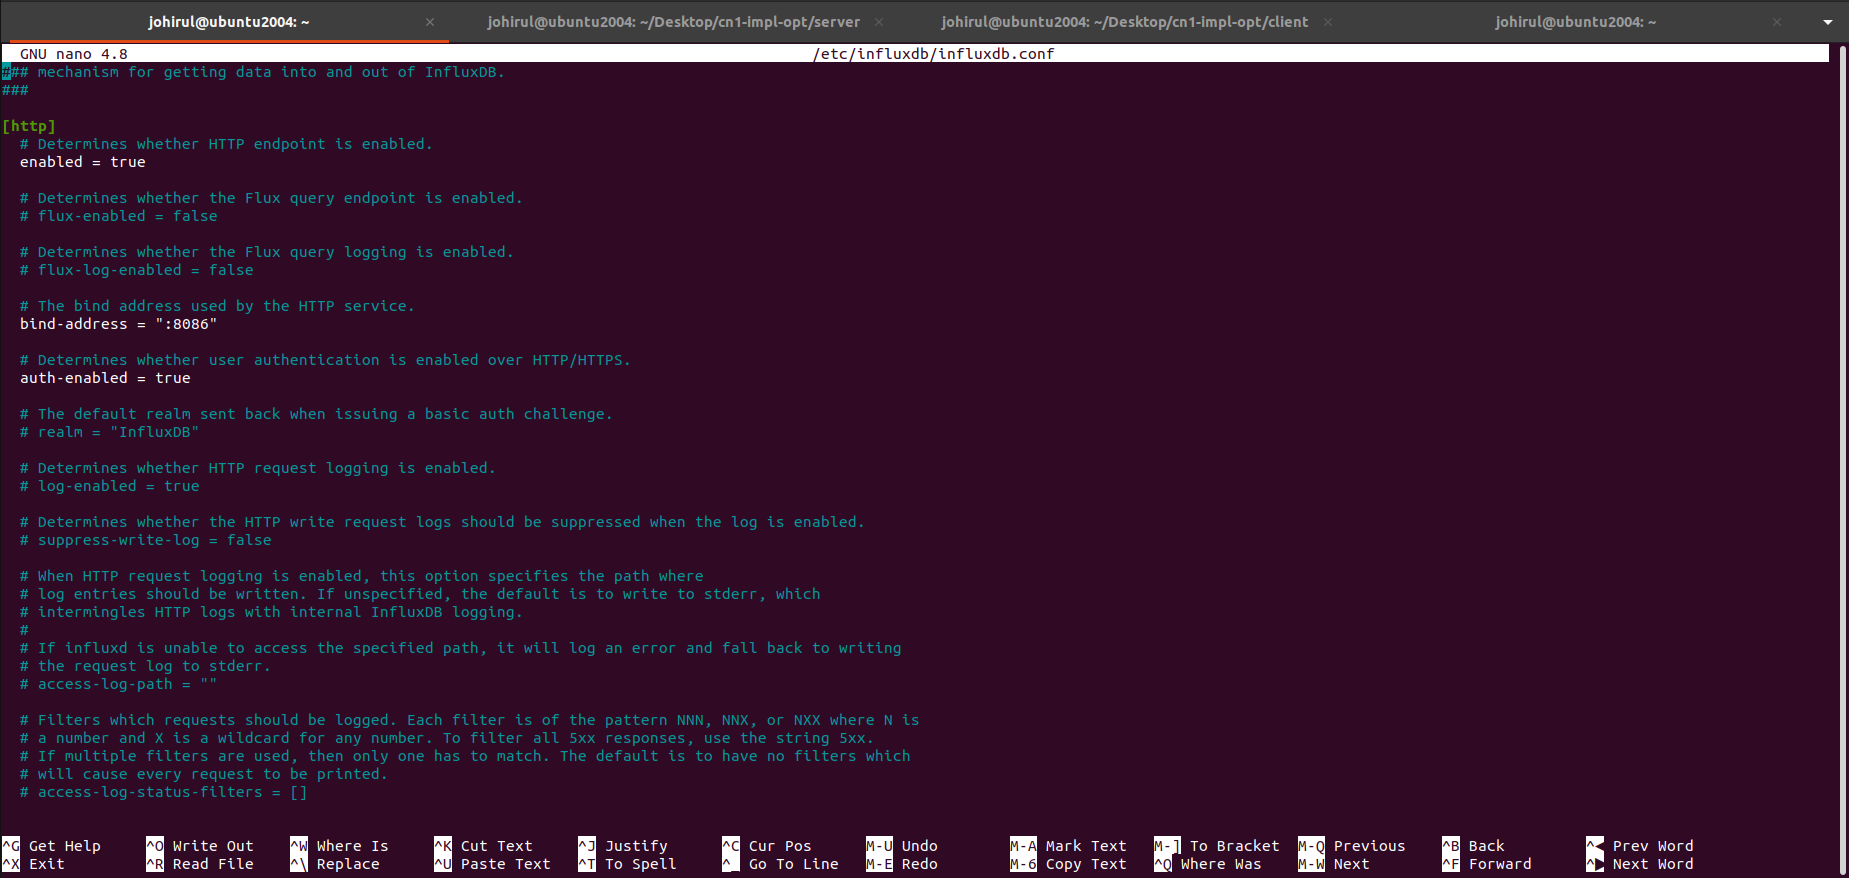 johirul@ubuntu2004: ~ × johirul@ubuntu2004: ~/Desktop/cn1-impl-opt/server × johirul@ubuntu2004: ~/Desktop/cn1-impl-opt/client × johirul@ubuntu2004: ~ ×
GNU nano 4.8 /etc/influxdb/influxdb.conf
### mechanism for getting data into and out of InfluxDB.
###
[http]
# Determines whether HTTP endpoint is enabled.
enabled = true
# Determines whether the Flux query endpoint is enabled.
# flux-enabled = false
# Determines whether the Flux query logging is enabled.
# flux-log-enabled = false
# The bind address used by the HTTP service.
bind-address = ":8086"
# Determines whether user authentication is enabled over HTTP/HTTPS.
auth-enabled = true
# The default realm sent back when issuing a basic auth challenge.
# realm = "InfluxDB"
# Determines whether HTTP request logging is enabled.
# log-enabled = true
# Determines whether the HTTP write request logs should be suppressed when the log is enabled.
# suppress-write-log = false
# When HTTP request logging is enabled, this option specifies the path where
# log entries should be written. If unspecified, the default is to write to stderr, which
# intermingles HTTP logs with internal InfluxDB logging.
#
# If influxd is unable to access the specified path, it will log an error and fall back to writing
# the request log to stderr.
# access-log-path = ""
# Filters which requests should be logged. Each filter is of the pattern NNN, NNX, or NXX where N is
# a number and X is a wildcard for any number. To filter all 5xx responses, use the string 5xx.
# If multiple filters are used, then only one has to match. The default is to have no filters which
# will cause every request to be printed.
# access-log-status-filters = []
^G Get Help ^O Write Out ^W Where Is ^K Cut Text ^J Justify ^C Cur Pos M-U Undo M-A Mark Text M-] To Bracket M-Q Previous ^B Back ^◀ Prev Word
^X Exit ^R Read File ^\ Replace ^U Paste Text ^T To Spell ^_ Go To Line M-E Redo M-6 Copy Text ^Q Where Was M-W Next ^F Forward ^▶ Next Word